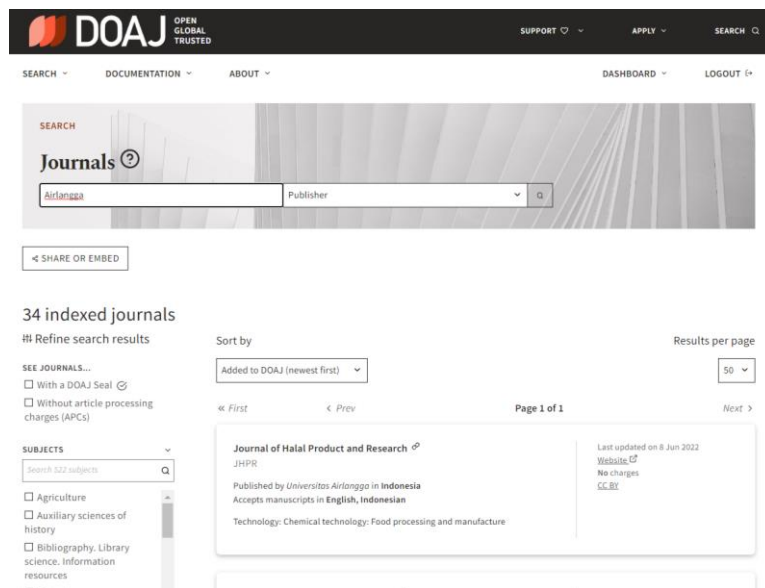 DOAJ
OPEN
GLOBAL
TRUSTED
SUPPORT
APPLY
SEARCH
SEARCH
DOCUMENTATION
ABOUT
DASHBOARD
LOGOUT
SEARCH
Journals
Airlangga
Publisher
SHARE OR EMBED
34 indexed journals
Refine search results
Sort by
Results per page
SEE JOURNALS...
With a DOAJ Seal
Without article processing
charges (APCs)
Added to DOAJ (newest first)
50
« First
‹ Prev
Page 1 of 1
Next ›
SUBJECTS
Search 522 subjects
Agriculture
Auxiliary sciences of
history
Bibliography. Library
science. Information
resources
Journal of Halal Product and Research
JHPR
Published by Universitas Airlangga in Indonesia
Accepts manuscripts in English, Indonesian
Technology: Chemical technology: Food processing and manufacture
Last updated on 8 Jun 2022
Website
No charges
CC BY